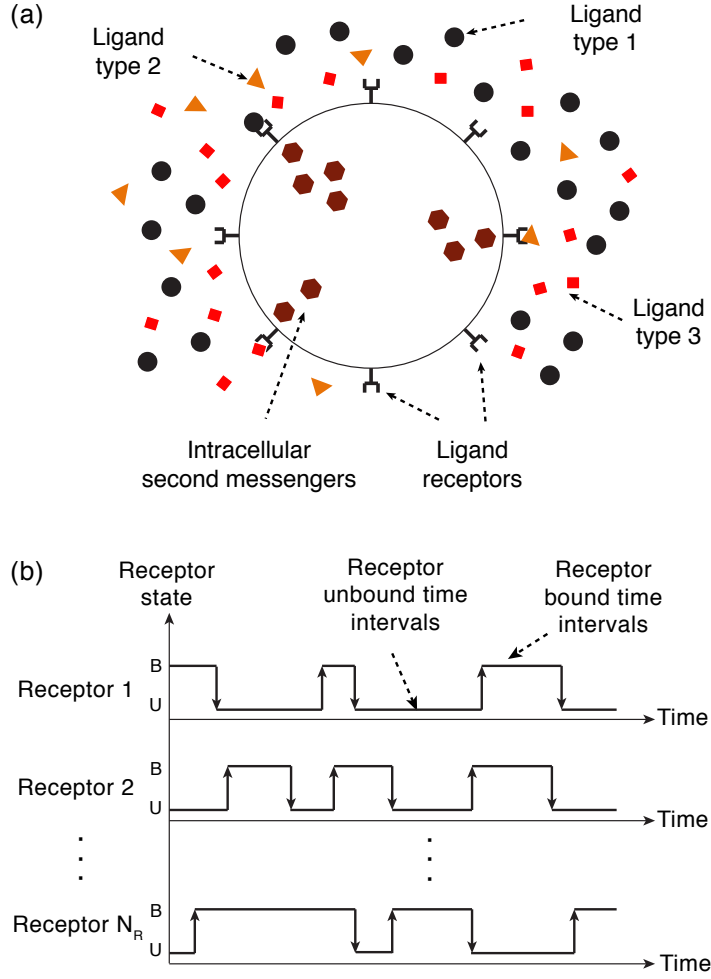 (a)
Ligand
type 2
Ligand
type 1
Ligand
type 3
Intracellular
second messengers
Ligand
receptors
(b)
Receptor
state
Receptor
unbound time
intervals
Receptor
bound time
intervals
B
Receptor 1
U
Time
B
Receptor 2
U
Time
B
Receptor N_R
U
Time